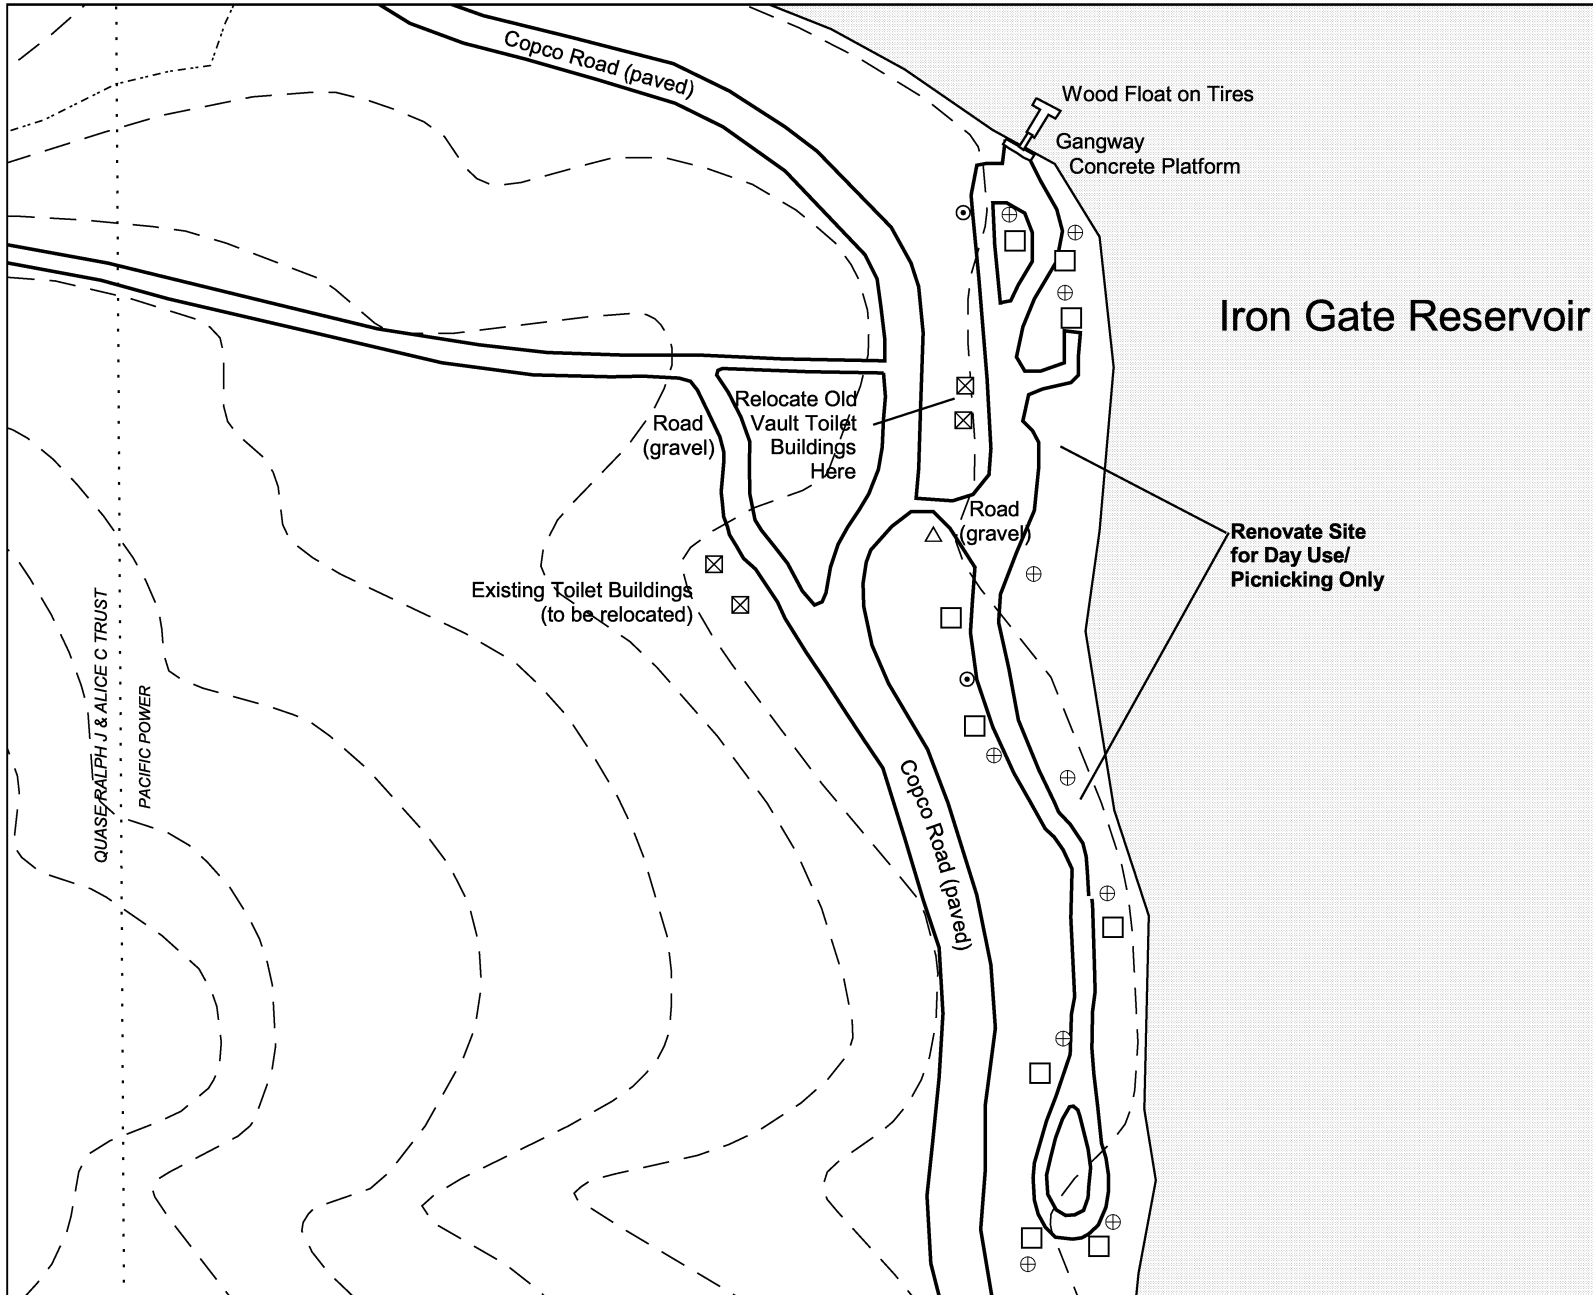 Copco Road (paved)
Wood Float on Tires
Gangway
Concrete Platform
Iron Gate Reservoir
Relocate Old
Vault Toilet
Buildings
Here
Road
(gravel)
Road
(gravel)
Renovate Site
for Day Use/
Picnicking Only
Existing Toilet Buildings
(to be relocated)
QUASE RALPH J & ALICE C TRUST
PACIFIC POWER
Copco Road (paved)